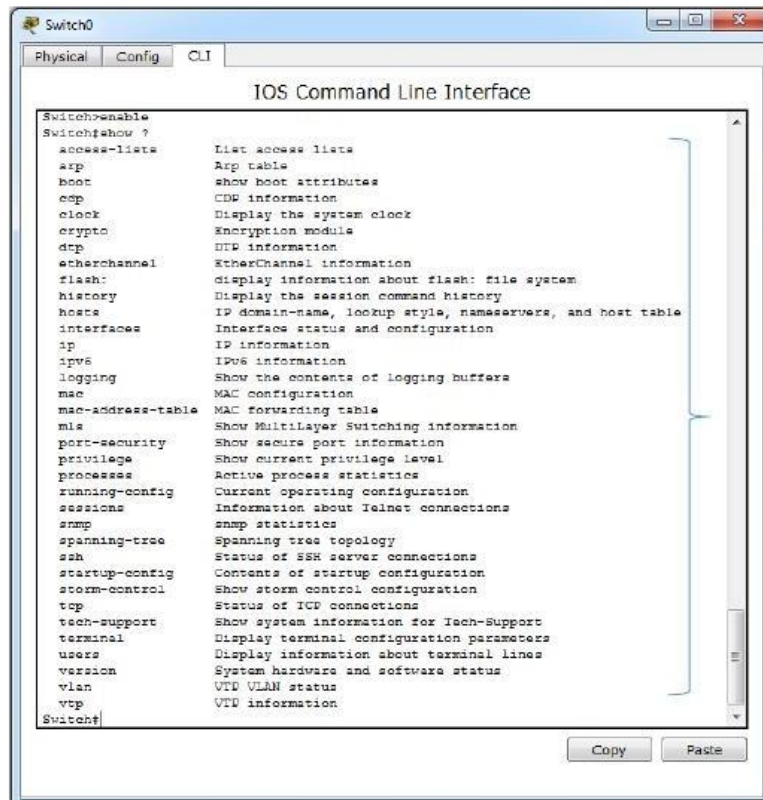 Switch0
Physical Config CLI
IOS Command Line Interface
Switch>enable
Switch#show ?
access-lists List access lists
arp Arp table
boot show boot attributes
cdp CDP information
clock Display the system clock
crypto Encryption module
dtp DTP information
etherchannel EtherChannel information
flash: display information about flash: file system
history Display the session command history
hosts IP domain-name, lookup style, nameservers, and host table
interfaces Interface status and configuration
ip IP information
ipv6 IPv6 information
logging Show the contents of logging buffers
mac MAC configuration
mac-address-table MAC forwarding table
mls Show MultiLayer Switching information
port-security Show secure port information
privilege Show current privilege level
processes Active process statistics
running-config Current operating configuration
sessions Information about Telnet connections
snmp snmp statistics
spanning-tree Spanning tree topology
ssh Status of SSH server connections
startup-config Contents of startup configuration
storm-control Show storm control configuration
tcp Status of TCP connections
tech-support Show system information for Tech-Support
terminal Display terminal configuration parameters
users Display information about terminal lines
version System hardware and software status
vlan VTP VLAN status
vtp VTP information
Switch#
Copy Paste